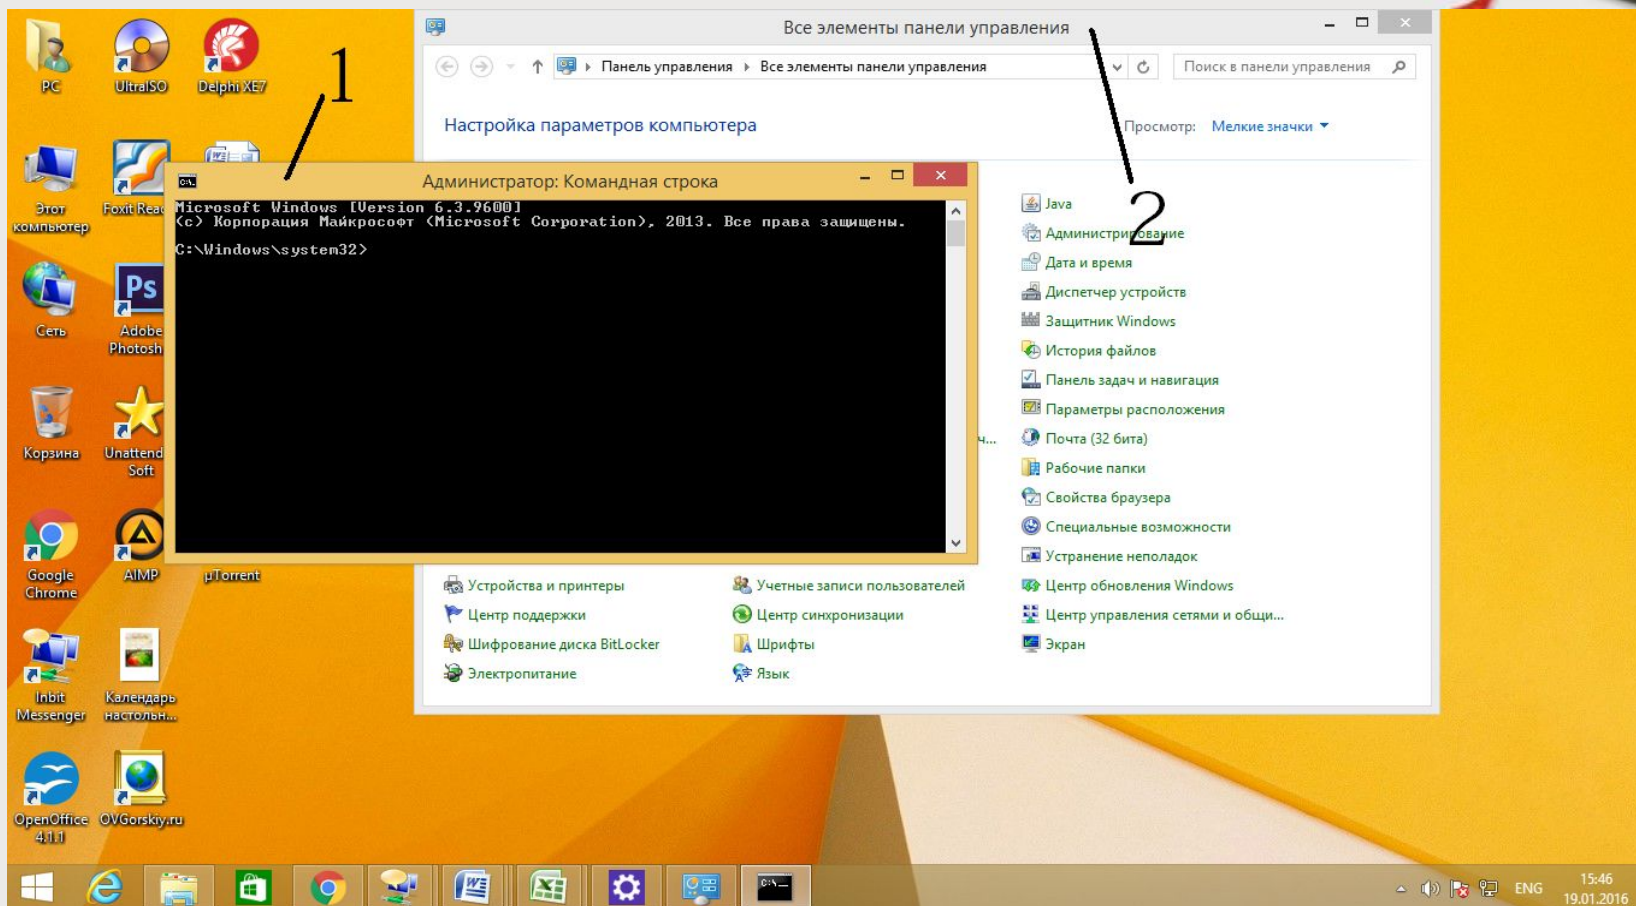 PC
UltraISO
Delphi XE7
Этот компьютер
Foxit Read
Сеть
Adobe
Photosh
Корзина
Unattend
Soft
Google Chrome
AIMP
µTorrent
Inbit Messenger
Календарь настольн...
OpenOffice 4.1.1
OVGorskiy.ru
1
Все элементы панели управления
Панель управления
Все элементы панели управления
Поиск в панели управления
Настройка параметров компьютера
Просмотр: Мелкие значки
2
Администратор: Командная строка
Microsoft Windows [Version 6.3.9600]
(c) Корпорация Майкрософт (Microsoft Corporation), 2013. Все права защищены.
C:\Windows\system32>
Java
Администрирование
Дата и время
Диспетчер устройств
Защитник Windows
История файлов
Панель задач и навигация
Параметры расположения
ч...
Почта (32 бита)
Рабочие папки
Свойства браузера
Специальные возможности
Устранение неполадок
Устройства и принтеры
Учетные записи пользователей
Центр обновления Windows
Центр поддержки
Центр синхронизации
Центр управления сетями и общи...
Шифрование диска BitLocker
Шрифты
Экран
Электропитание
Язык
ENG
15:46
19.01.2016